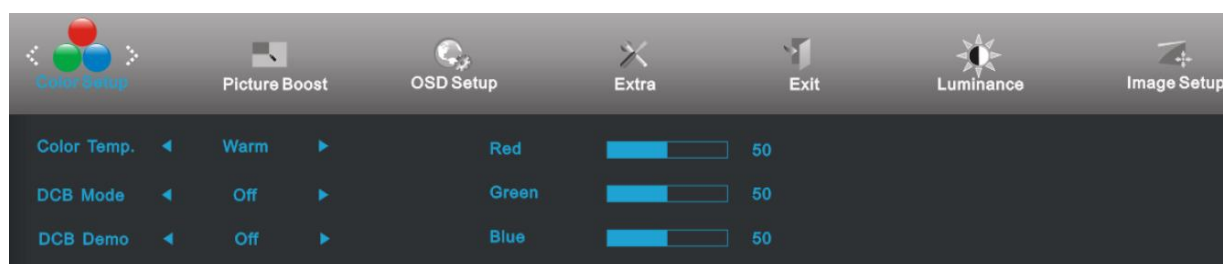 Color Setup Picture Boost OSD Setup Extra Exit Luminance Image Setup
Color Temp. Warm Red 50
DCB Mode Off Green 50
DCB Demo Off Blue 50